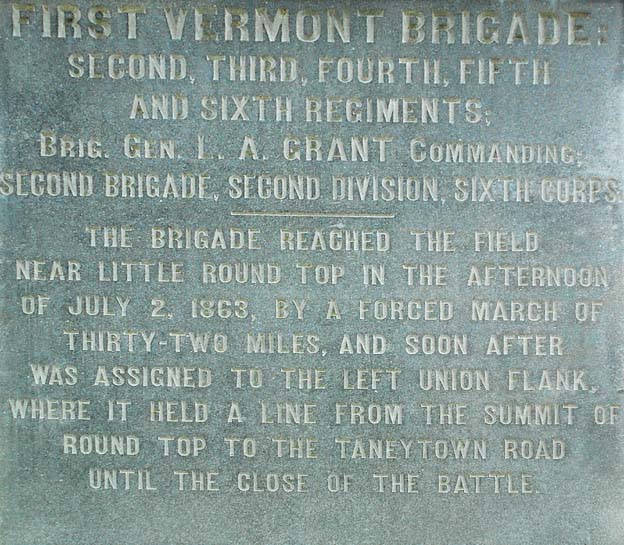 FIRST VERMONT BRIGADE:
SECOND, THIRD, FOURTH, FIFTH
AND SIXTH REGIMENTS;
BRIG. GEN. L. A. GRANT COMMANDING;
SECOND BRIGADE, SECOND DIVISION, SIXTH CORPS.
THE BRIGADE REACHED THE FIELD
NEAR LITTLE ROUND TOP IN THE AFTERNOON
OF JULY 2, 1863, BY A FORCED MARCH OF
THIRTY-TWO MILES, AND SOON AFTER
WAS ASSIGNED TO THE LEFT UNION FLANK,
WHERE IT HELD A LINE FROM THE SUMMIT OF
ROUND TOP TO THE TANEYTOWN ROAD
UNTIL THE CLOSE OF THE BATTLE.